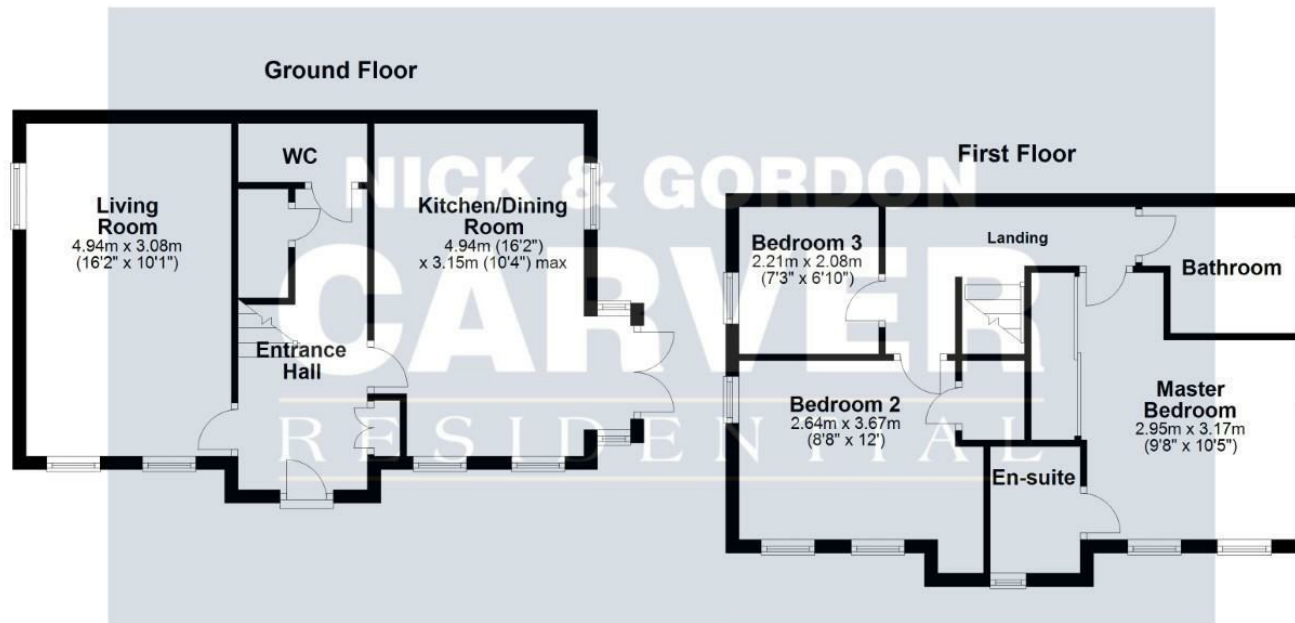 Ground Floor
WC
Living
Room
4.94m x 3.08m
(16'2" x 10'1")
Kitchen/Dining
Room
4.94m (16'2")
x 3.15m (10'4") max
Entrance
Hall
First Floor
Bedroom 3
2.21m x 2.08m
(7'3" x 6'10")
Landing
Bathroom
Bedroom 2
2.64m x 3.67m
(8'8" x 12')
Master
Bedroom
2.95m x 3.17m
(9'8" x 10'5")
En-suite
NICK & GORDON
CARVER
RESIDENTIAL